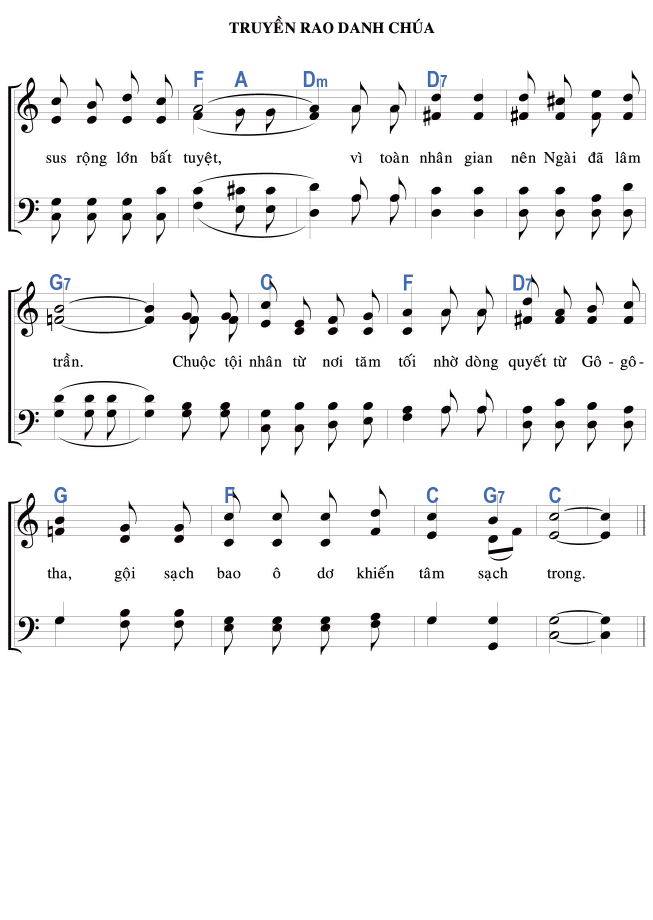 TRUYỀN RAO DANH CHÚA
F A Dm D7
sus rộng lớn bất tuyệt, vì toàn nhân gian nên Ngài đã lâm
G7 C F D7
trần. Chuộc tội nhân từ nơi tăm tối nhờ dòng quyết từ Gô - gô-
G F C G7 C
tha, gội sạch bao ô dơ khiến tâm sạch trong.